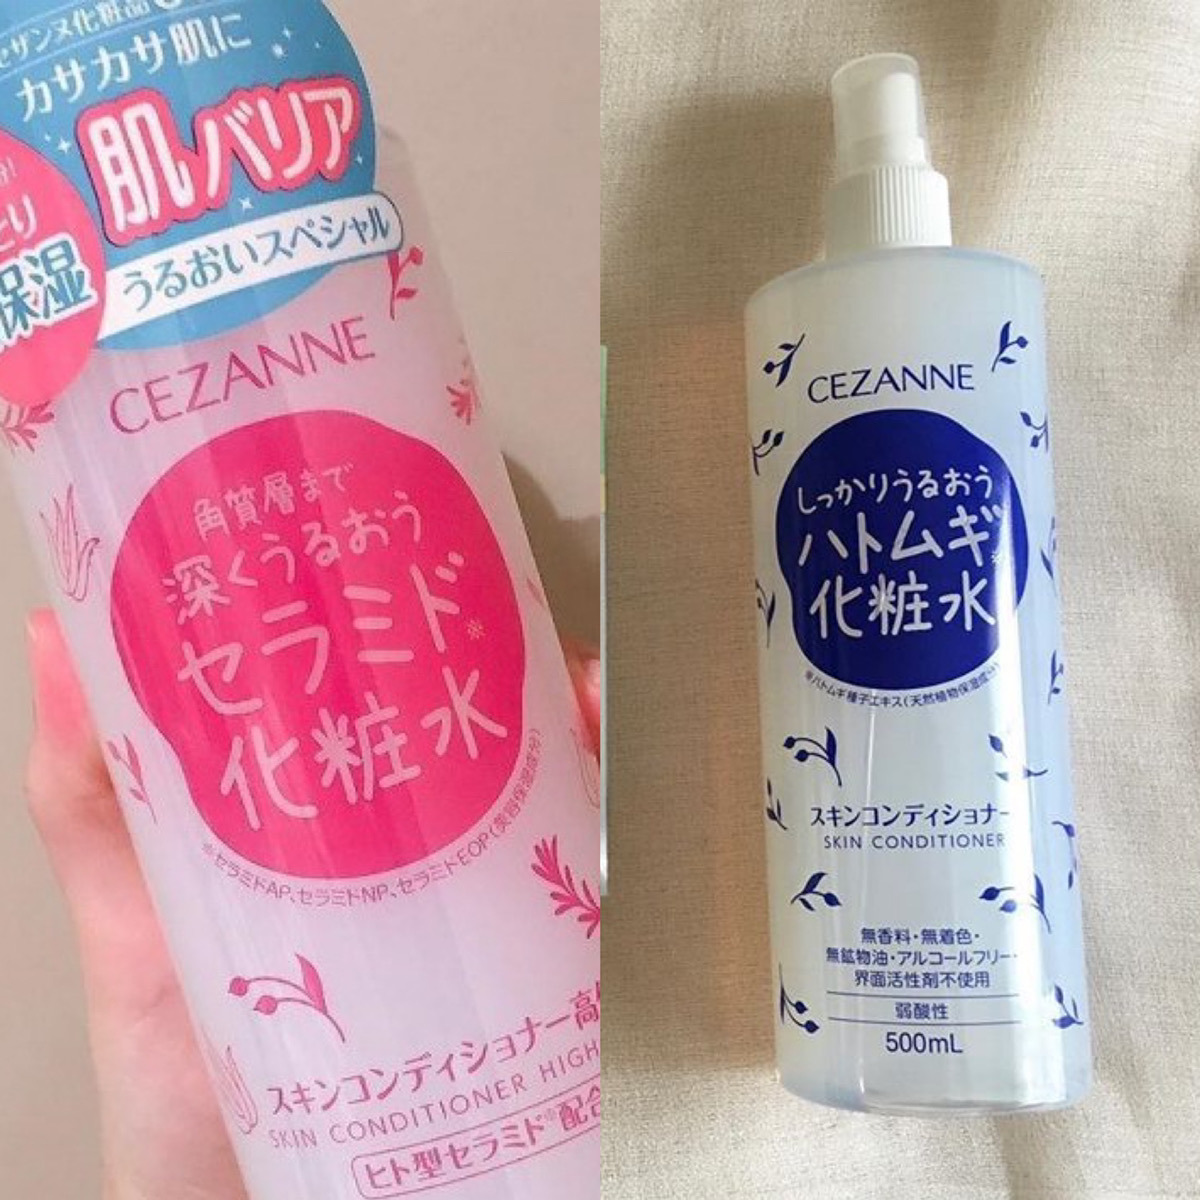 セザンヌ化粧品
カサカサ肌に
肌バリア
うるおいスペシャル
保湿
CEZANNE
角質層まで
深くうるおう
セラミド※
化粧水
※セラミドAP、セラミドNP、セラミドEOP(美容保湿成分)
スキンコンディショナー高
SKIN CONDITIONER HIGH
ヒト型セラミド※配合
CEZANNE
しっかりうるおう
ハトムギ※
化粧水
※ハトムギ種子エキス(天然植物保湿成分)
スキンコンディショナー
SKIN CONDITIONER
無香料・無着色・
無鉱物油・アルコールフリー・
界面活性剤不使用
弱酸性
500mL